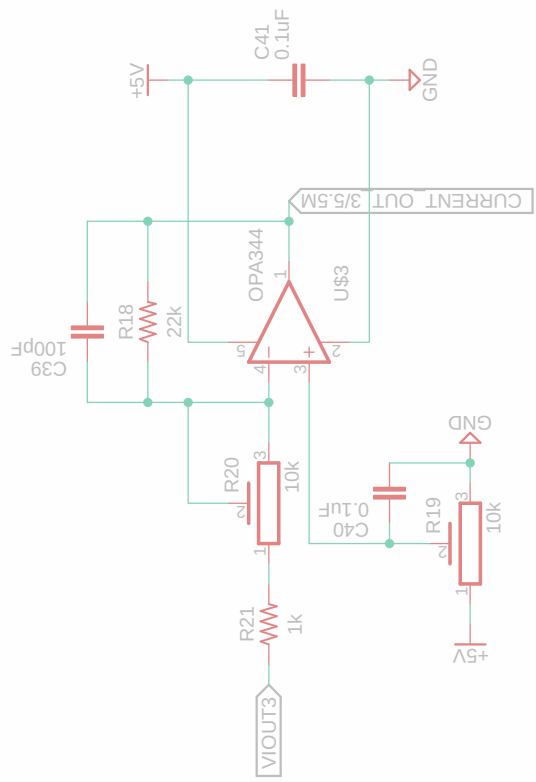 C41
0.1uF
+5V
GND
CURRENT_OUT_3/5.5M
OPA344
U$3
1
R18
22k
100pF
C39
5
2
4
3
GND
R20
3
10k
2
1
0.1uF
C40
R19
3
10k
2
1
R21
1k
+5V
VIOUT3